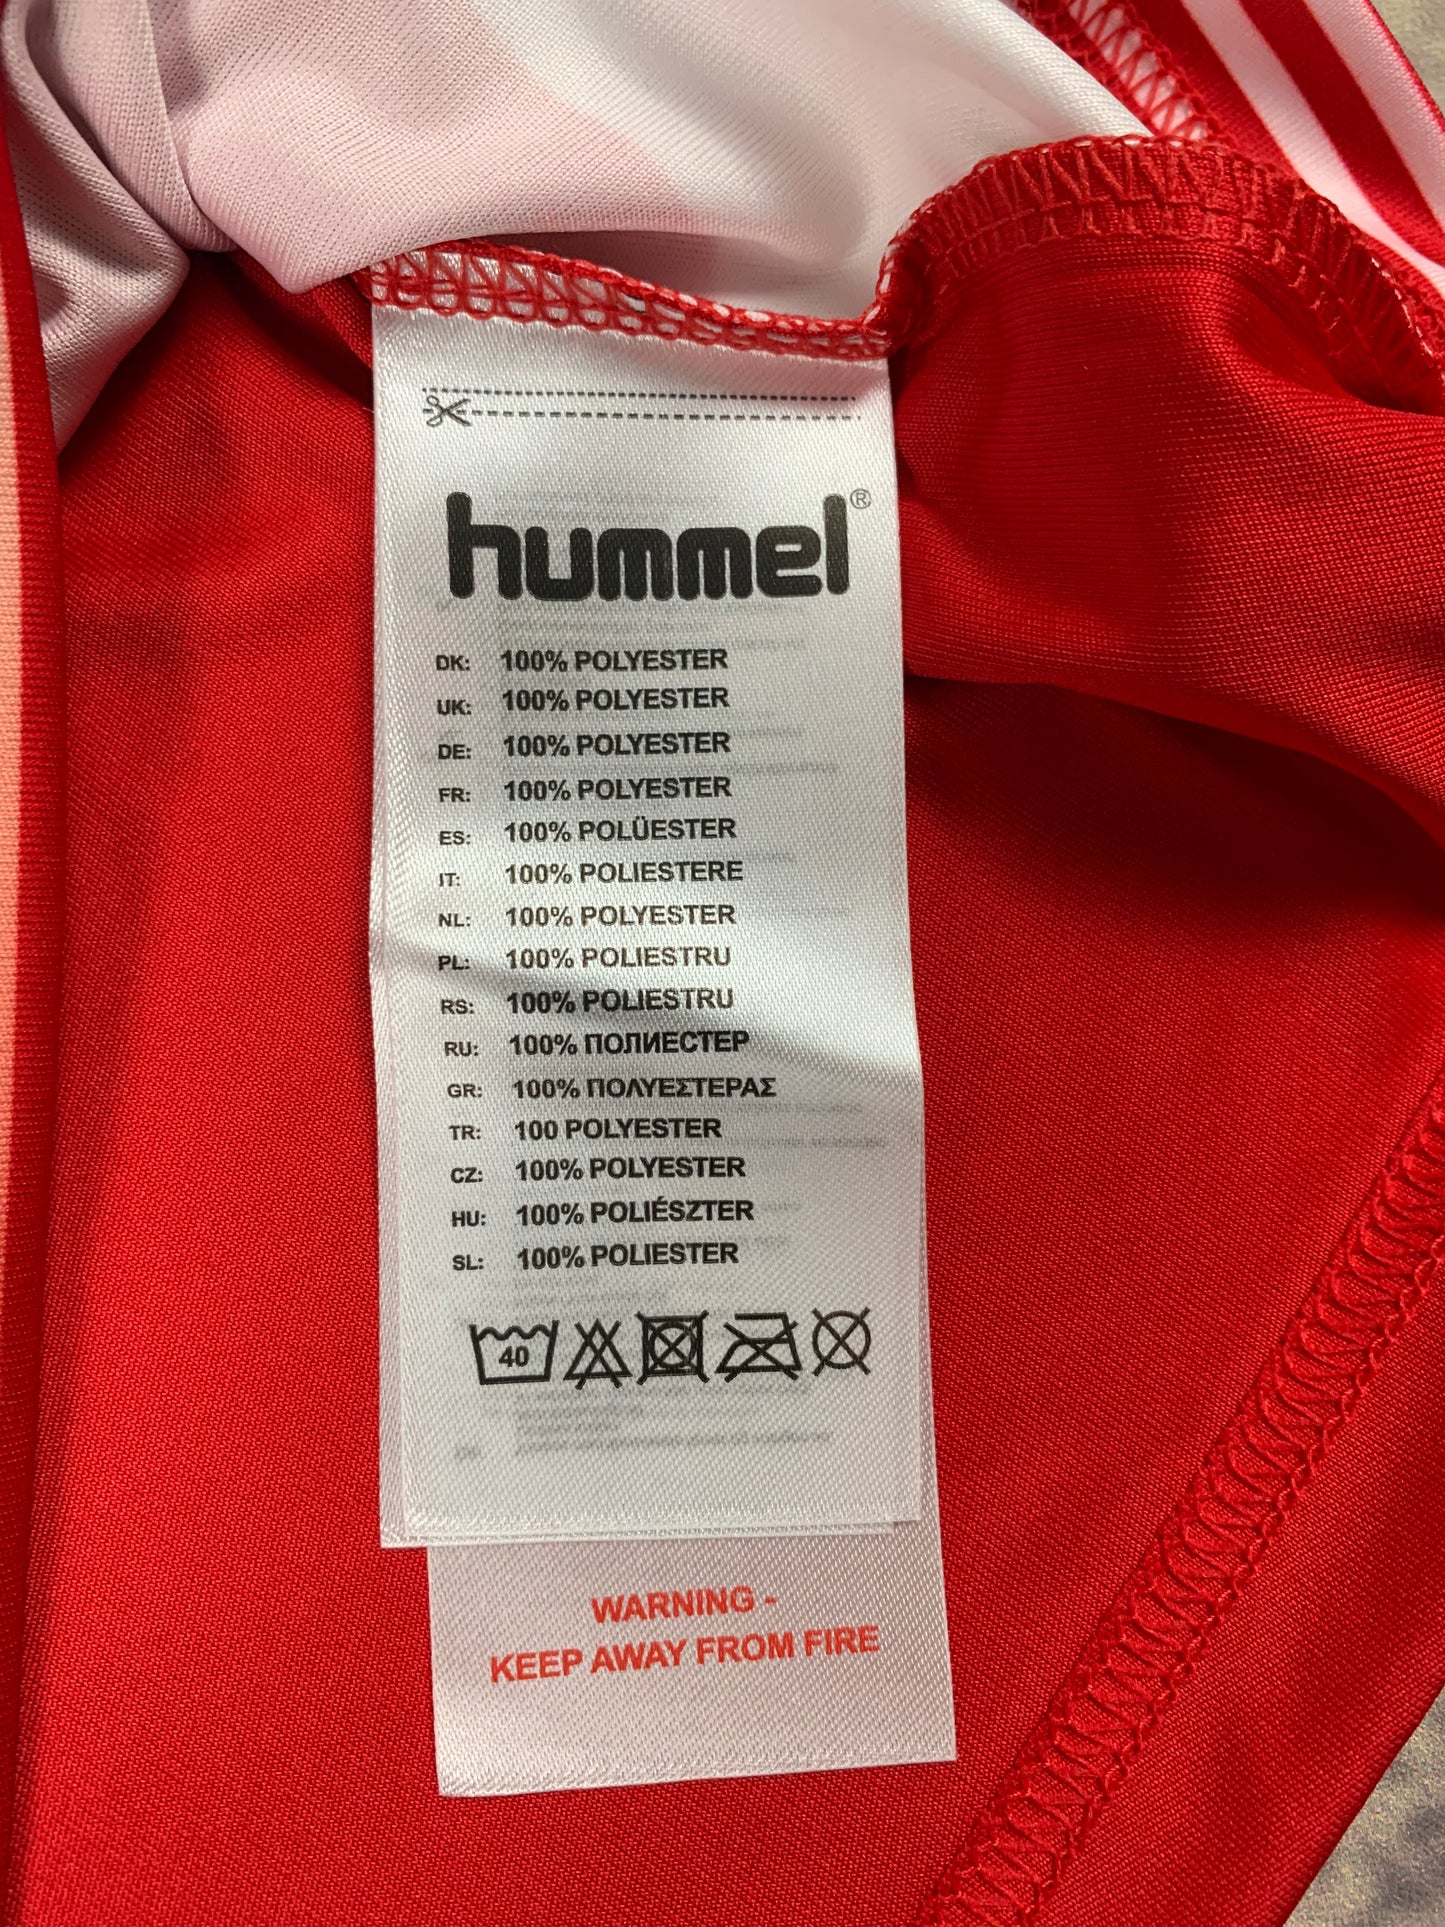 hummel®
DK: 100% POLYESTER
UK: 100% POLYESTER
DE: 100% POLYESTER
FR: 100% POLYESTER
ES: 100% POLÜESTER
IT: 100% POLIESTERE
NL: 100% POLYESTER
PL: 100% POLIESTRU
RS: 100% POLIESTRU
RU: 100% ПОЛИЕСТЕР
GR: 100% ΠΟΛΥΕΣΤΕΡΑΣ
TR: 100 POLYESTER
CZ: 100% POLYESTER
HU: 100% POLIÉSZTER
SL: 100% POLIESTER
40
WARNING -
KEEP AWAY FROM FIRE